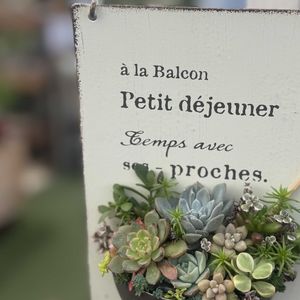 à la Balcon
Petit déjeuner
Temps avec
ses - proches.